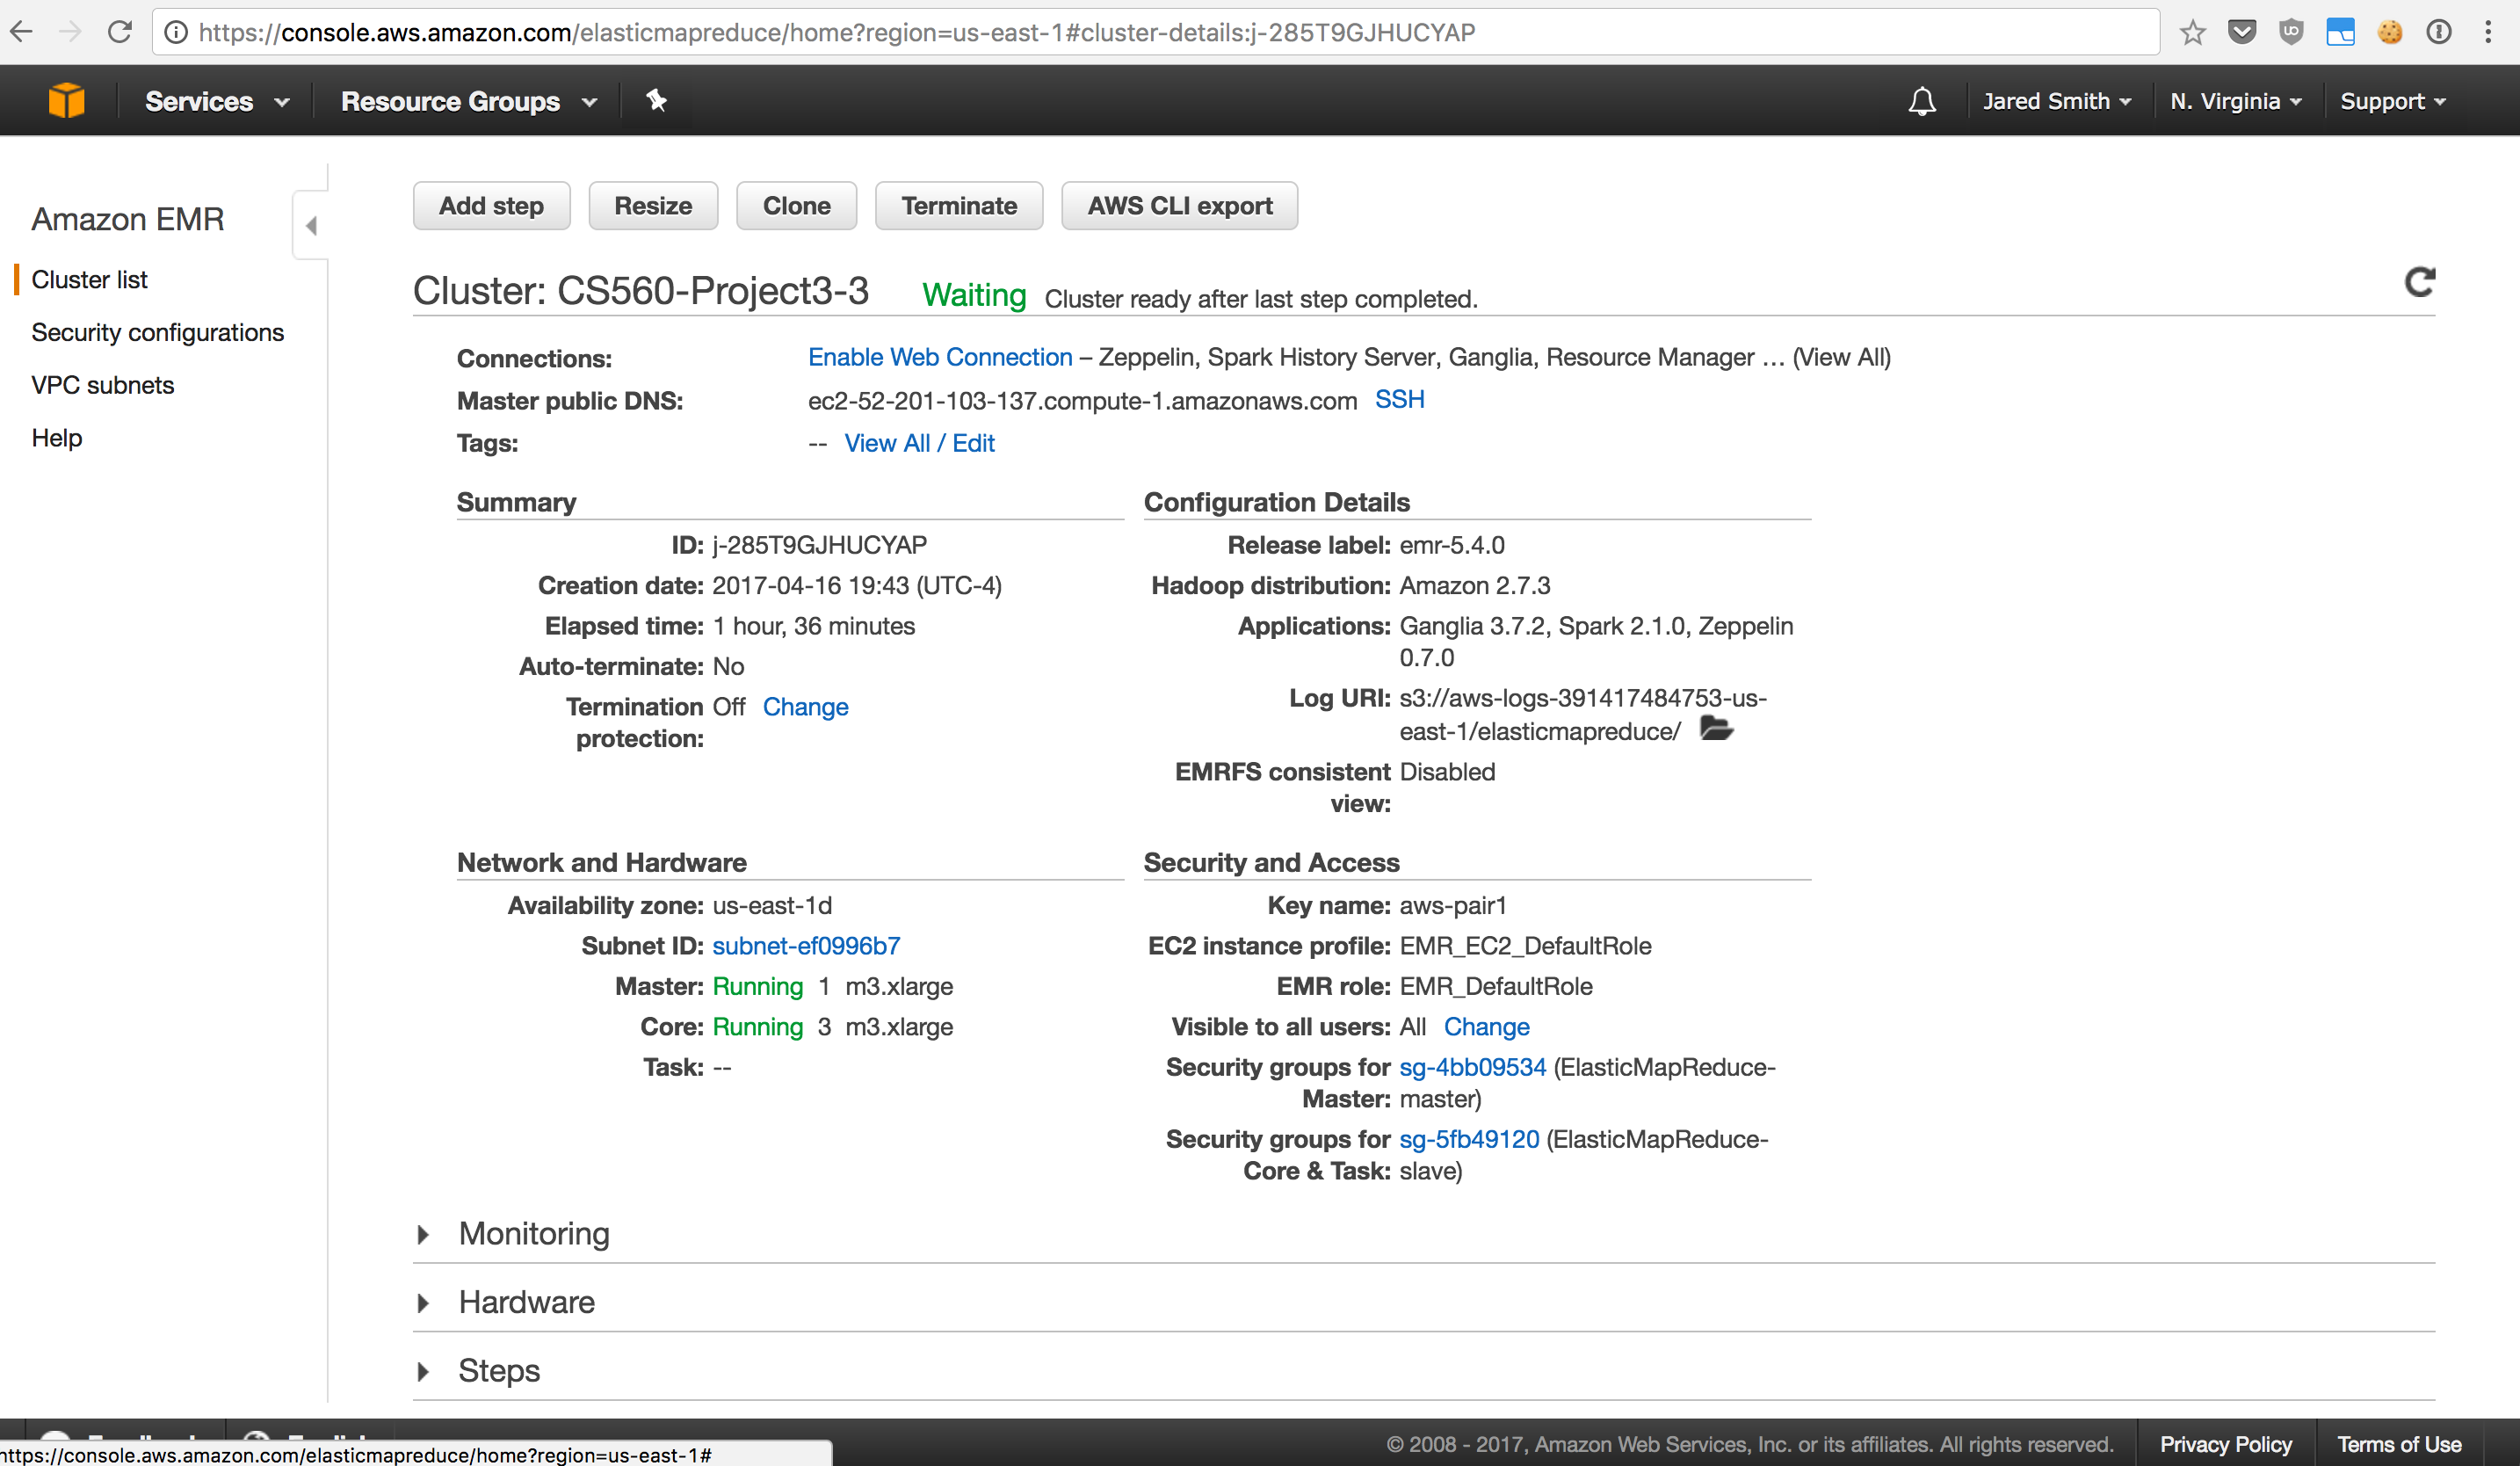 https://console.aws.amazon.com/elasticmapreduce/home?region=us-east-1#cluster-details:j-285T9GJHUCYAP
Services Resource Groups Jared Smith N. Virginia Support
Amazon EMR
Cluster list
Security configurations
VPC subnets
Help
Add step Resize Clone Terminate AWS CLI export
Cluster: CS560-Project3-3 Waiting Cluster ready after last step completed.
Connections: Enable Web Connection – Zeppelin, Spark History Server, Ganglia, Resource Manager ... (View All)
Master public DNS: ec2-52-201-103-137.compute-1.amazonaws.com SSH
Tags: -- View All / Edit
Summary
ID: j-285T9GJHUCYAP
Creation date: 2017-04-16 19:43 (UTC-4)
Elapsed time: 1 hour, 36 minutes
Auto-terminate: No
Termination Off Change
protection:
Configuration Details
Release label: emr-5.4.0
Hadoop distribution: Amazon 2.7.3
Applications: Ganglia 3.7.2, Spark 2.1.0, Zeppelin
0.7.0
Log URI: s3://aws-logs-391417484753-us-
east-1/elasticmapreduce/
EMRFS consistent Disabled
view:
Network and Hardware
Availability zone: us-east-1d
Subnet ID: subnet-ef0996b7
Master: Running 1 m3.xlarge
Core: Running 3 m3.xlarge
Task: --
Security and Access
Key name: aws-pair1
EC2 instance profile: EMR_EC2_DefaultRole
EMR role: EMR_DefaultRole
Visible to all users: All Change
Security groups for sg-4bb09534 (ElasticMapReduce-
Master: master)
Security groups for sg-5fb49120 (ElasticMapReduce-
Core & Task: slave)
Monitoring
Hardware
Steps
© 2008 - 2017, Amazon Web Services, Inc. or its affiliates. All rights reserved. Privacy Policy Terms of Use
https://console.aws.amazon.com/elasticmapreduce/home?region=us-east-1#